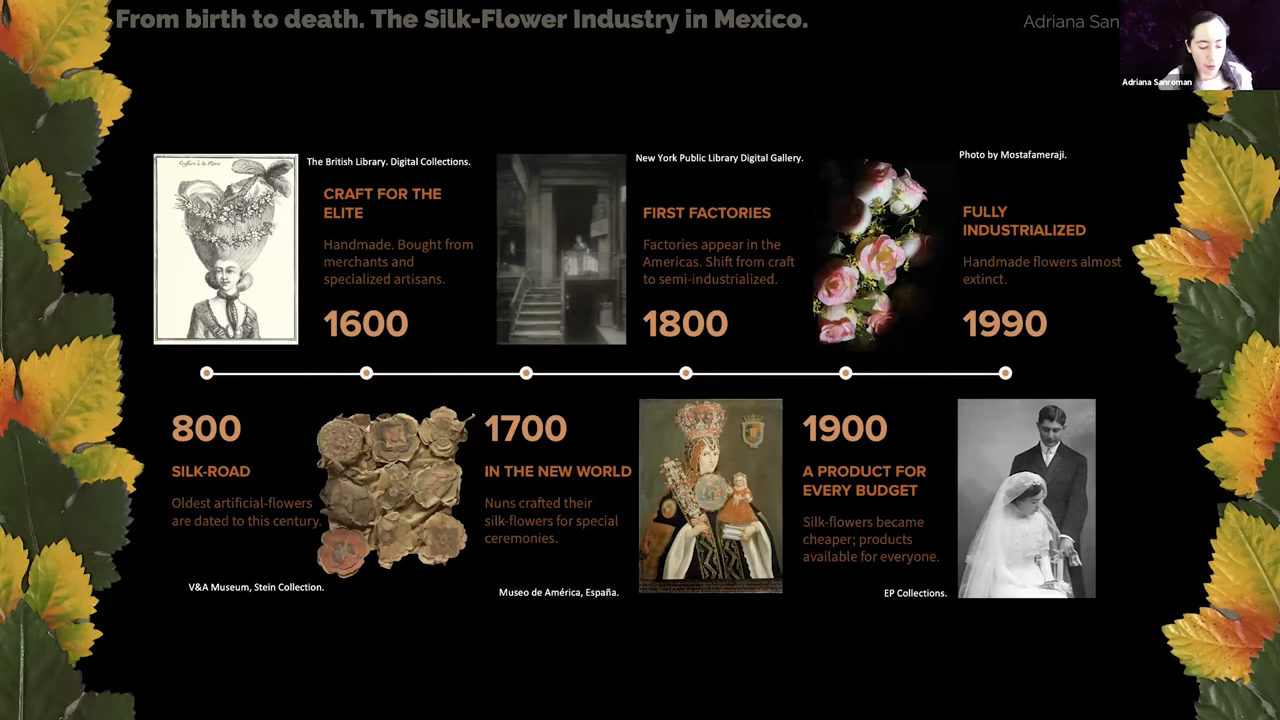 From birth to death. The Silk-Flower Industry in Mexico.
Adriana San
Adriana Sanroman
Coiffure à la Flore
The British Library. Digital Collections.
CRAFT FOR THE
ELITE
Handmade. Bought from
merchants and
specialized artisans.
1600
New York Public Library Digital Gallery.
FIRST FACTORIES
Factories appear in the
Americas. Shift from craft
to semi-industrialized.
1800
Photo by Mostafameraji.
FULLY
INDUSTRIALIZED
Handmade flowers almost
extinct.
1990
800
SILK-ROAD
Oldest artificial-flowers
are dated to this century.
V&A Museum, Stein Collection.
1700
IN THE NEW WORLD
Nuns crafted their
silk-flowers for special
ceremonies.
Museo de América, España.
1900
A PRODUCT FOR
EVERY BUDGET
Silk-flowers became
cheaper; products
available for everyone.
EP Collections.